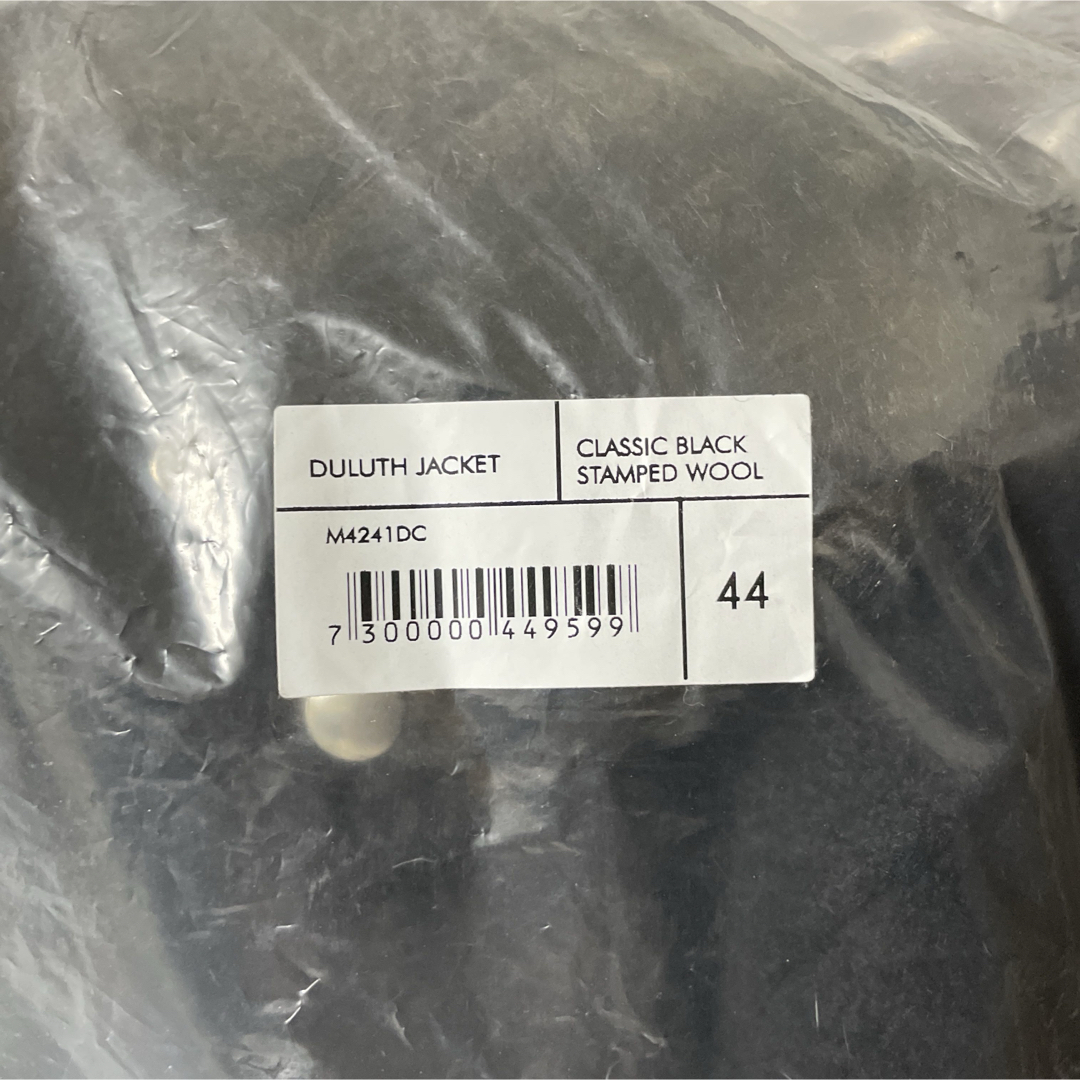 DULUTH JACKET
CLASSIC BLACK
STAMPED WOOL
M4241DC
7 300000 449599
44